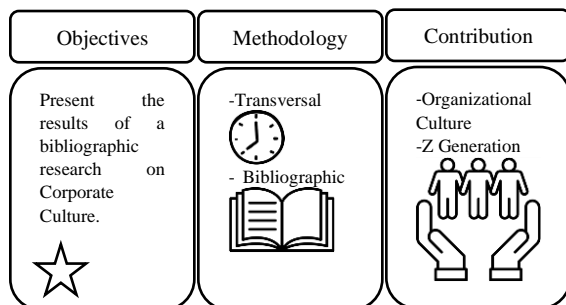 Objectives
Methodology
Contribution
Present the
results of a
bibliographic
research on
Corporate
Culture.
-Transversal
- Bibliographic
-Organizational
Culture
-Z Generation